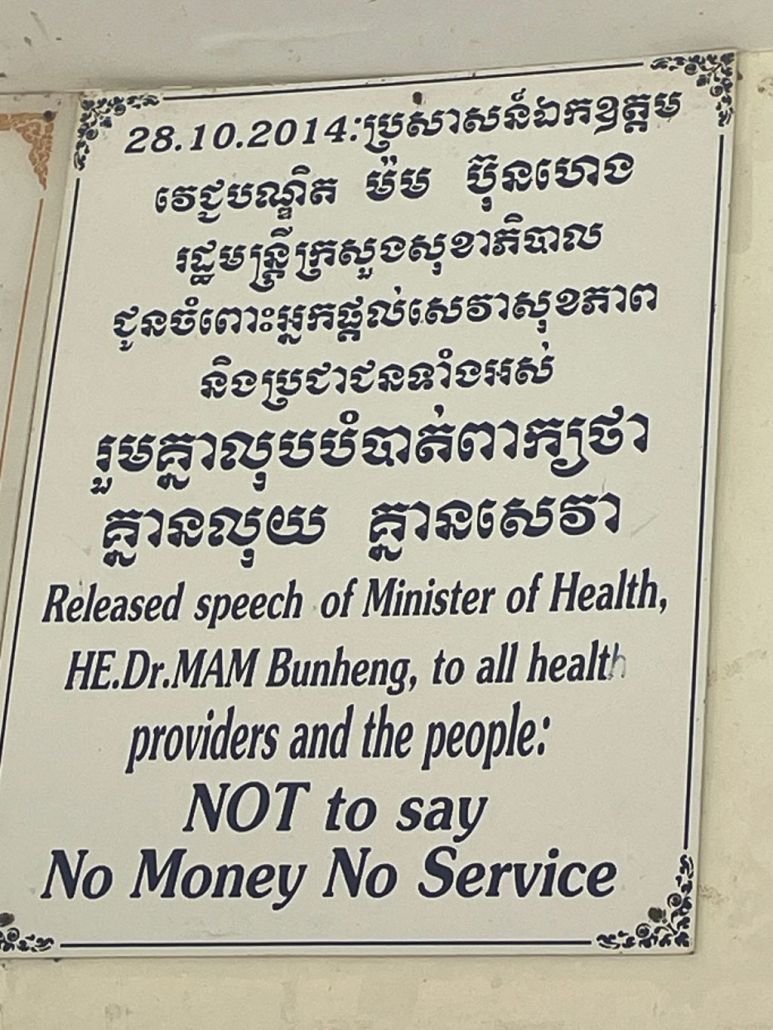 28.10.2014:ប្រសាសន៍ឯកឧត្តម
វេជ្ជបណ្ឌិត ម៉ម ប៊ុនហេង
រដ្ឋមន្ត្រីក្រសួងសុខាភិបាល
ជូនចំពោះអ្នកផ្តល់សេវាសុខភាព
និងប្រជាជនទាំងអស់
រួមគ្នាលុបបំបាត់ពាក្យថា
គ្មានលុយ គ្មានសេវា
Released speech of Minister of Health,
HE.Dr.MAM Bunheng, to all health
providers and the people:
NOT to say
No Money No Service